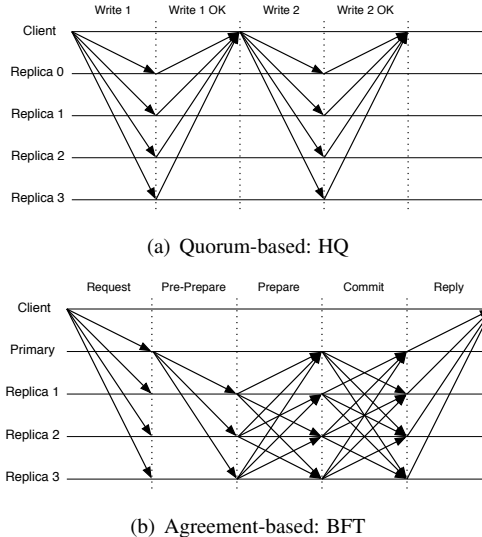 Write 1 Write 1 OK Write 2 Write 2 OK
Client
Replica 0
Replica 1
Replica 2
Replica 3
(a) Quorum-based: HQ
Request Pre-Prepare Prepare Commit Reply
Client
Primary
Replica 1
Replica 2
Replica 3
(b) Agreement-based: BFT